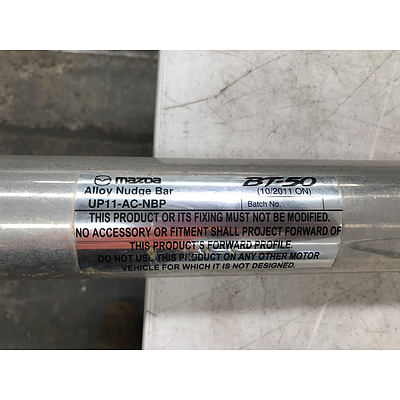 mazda BT-50
Alloy Nudge Bar (10/2011 ON)
UP11-AC-NBP Batch No.
THIS PRODUCT OR ITS FIXING MUST NOT BE MODIFIED.
NO ACCESSORY OR FITMENT SHALL PROJECT FORWARD OF
THIS PRODUCT'S FORWARD PROFILE.
DO NOT USE THIS PRODUCT ON ANY OTHER MOTOR
VEHICLE FOR WHICH IT IS NOT DESIGNED.